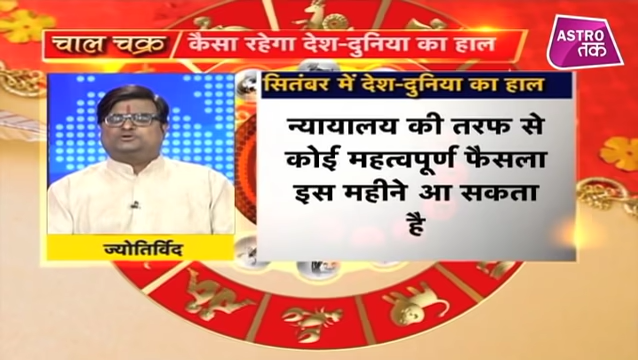 चाल चक्र
कैसा रहेगा देश-दुनिया का हाल
ASTRO
तक
सितंबर में देश-दुनिया का हाल
न्यायालय की तरफ से
कोई महत्वपूर्ण फैसला
इस महीने आ सकता
है
ज्योतिर्विद